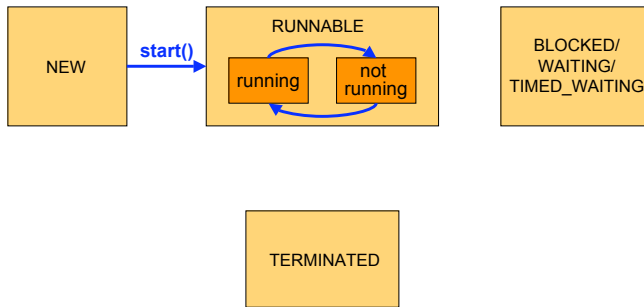 NEW
start()
RUNNABLE
running
not
running
BLOCKED/
WAITING/
TIMED_WAITING
TERMINATED